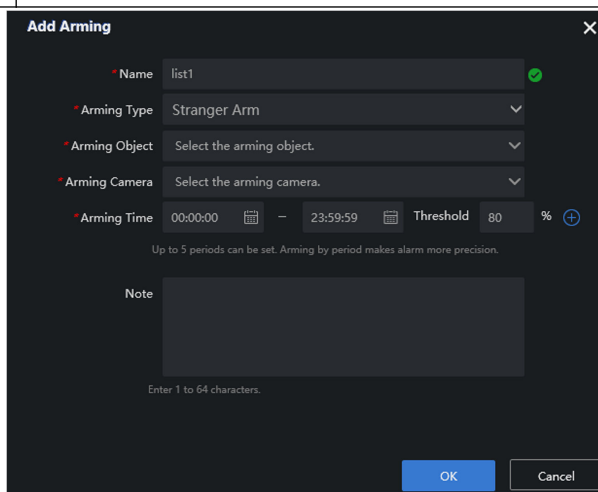 Add Arming
*Name list1
*Arming Type Stranger Arm
*Arming Object Select the arming object.
*Arming Camera Select the arming camera.
*Arming Time 00:00:00 – 23:59:59 Threshold 80 %
Up to 5 periods can be set. Arming by period makes alarm more precision.
Note
Enter 1 to 64 characters.
OK Cancel